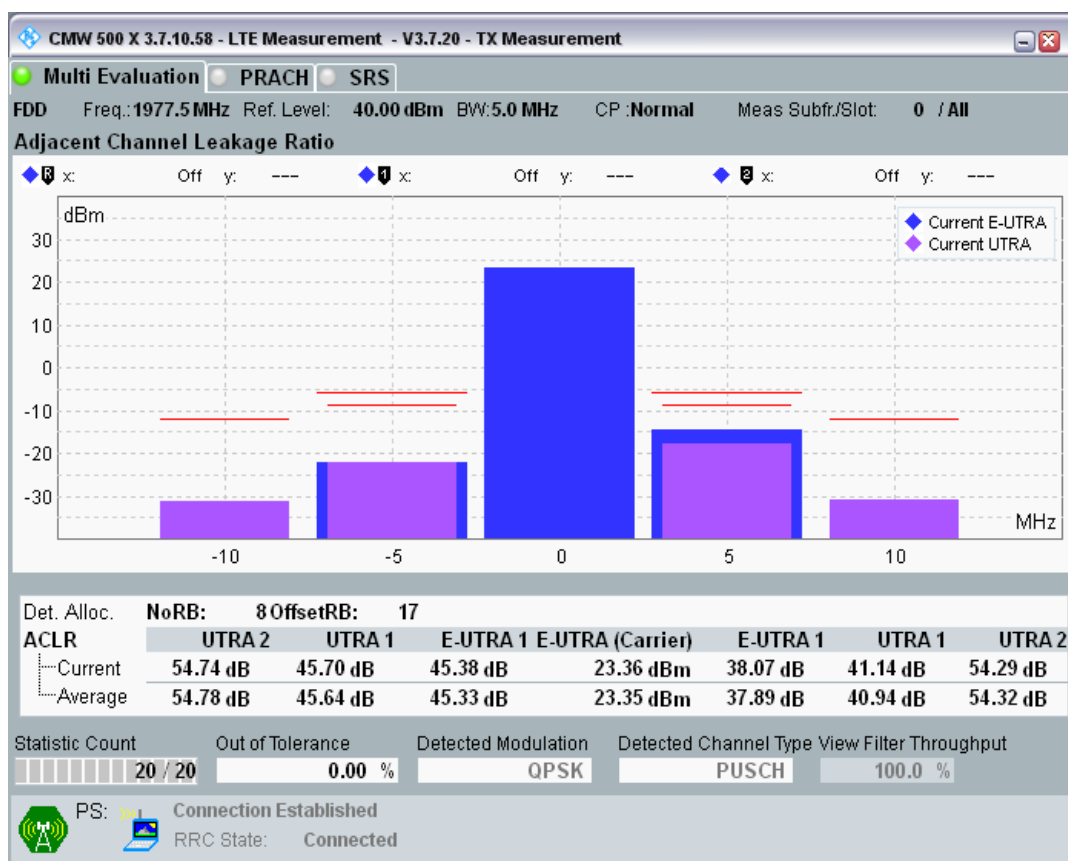 CMW 500 X 3.7.10.58 - LTE Measurement - V3.7.20 - TX Measurement
Multi Evaluation PRACH SRS
FDD Freq.: 1977.5 MHz Ref. Level: 40.00 dBm BW: 5.0 MHz CP : Normal Meas Subfr./Slot: 0 / All
Adjacent Channel Leakage Ratio
R x: Off y: --- 1 x: Off y: --- 2 x: Off y: ---
dBm
Current E-UTRA
Current UTRA
30
20
10
0
-10
-20
-30
MHz
-10 -5 0 5 10
Det. Alloc. NoRB: 8 OffsetRB: 17
ACLR UTRA 2 UTRA 1 E-UTRA 1 E-UTRA (Carrier) E-UTRA 1 UTRA 1 UTRA 2
Current 54.74 dB 45.70 dB 45.38 dB 23.36 dBm 38.07 dB 41.14 dB 54.29 dB
Average 54.78 dB 45.64 dB 45.33 dB 23.35 dBm 37.89 dB 40.94 dB 54.32 dB
Statistic Count Out of Tolerance Detected Modulation Detected Channel Type View Filter Throughput
20 / 20 0.00 % QPSK PUSCH 100.0 %
PS: Connection Established
RRC State: Connected